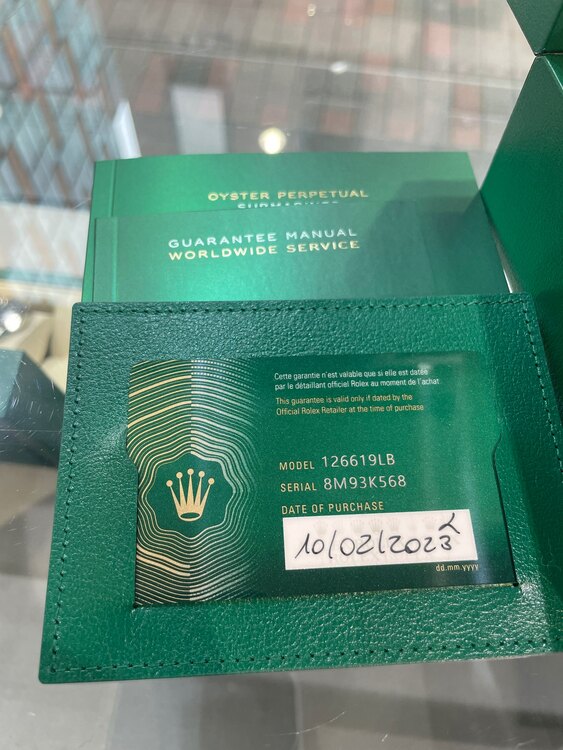 OYSTER PERPETUAL
SUBMARINER
GUARANTEE MANUAL
WORLDWIDE SERVICE
Cette garantie n'est valable que si elle est datée
par le détaillant officiel Rolex au moment de l'achat
This guarantee is valid only if dated by the
Official Rolex Retailer at the time of purchase
MODEL 126619LB
SERIAL 8M93K568
DATE OF PURCHASE
10/02/2023
dd.mm.yyyy